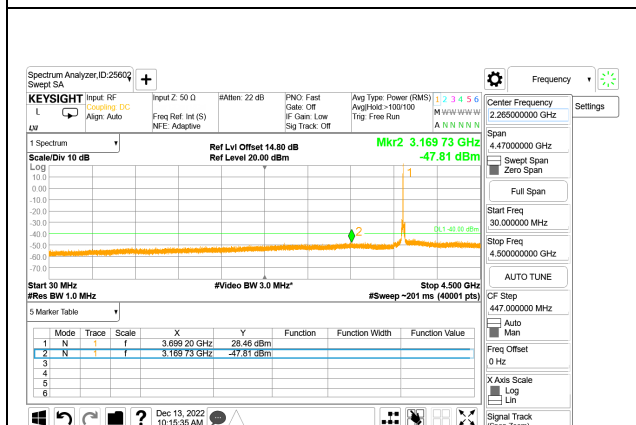 Spectrum Analyzer,ID:25602
Swept SA
+
Frequency
KEYSIGHT
L
Input: RF
Coupling: DC
Align: Auto
Input Z: 50 Ω
Freq Ref: Int (S)
NFE: Adaptive
#Atten: 22 dB
PNO: Fast
Gate: Off
IF Gain: Low
Sig Track: Off
Avg Type: Power (RMS)
Avg|Hold:>100/100
Trig: Free Run
1 2 3 4 5 6
M W W W W W
A N N N N N
Center Frequency
2.265000000 GHz
Settings
Span
4.47000000 GHz
Swept Span
Zero Span
Full Span
Start Freq
30.000000 MHz
Stop Freq
4.500000000 GHz
AUTO TUNE
CF Step
447.000000 MHz
Auto
Man
Freq Offset
0 Hz
X Axis Scale
Log
Lin
Signal Track
(Span Zoom)
1 Spectrum
Scale/Div 10 dB
Ref Lvl Offset 14.80 dB
Ref Level 20.00 dBm
Mkr2 3.169 73 GHz
-47.81 dBm
Log
10.0
0.00
-10.0
-20.0
-30.0
-40.0
-50.0
-60.0
-70.0
1
2
DL1 -40.00 dBm
Start 30 MHz
#Res BW 1.0 MHz
#Video BW 3.0 MHz*
Stop 4.500 GHz
#Sweep ~201 ms (40001 pts)
5 Marker Table
Mode Trace Scale X Y Function Function Width Function Value
1 N 1 f 3.699 20 GHz 28.46 dBm
2 N 1 f 3.169 73 GHz -47.81 dBm
3
4
5
6
?
Dec 13, 2022
10:15:35 AM